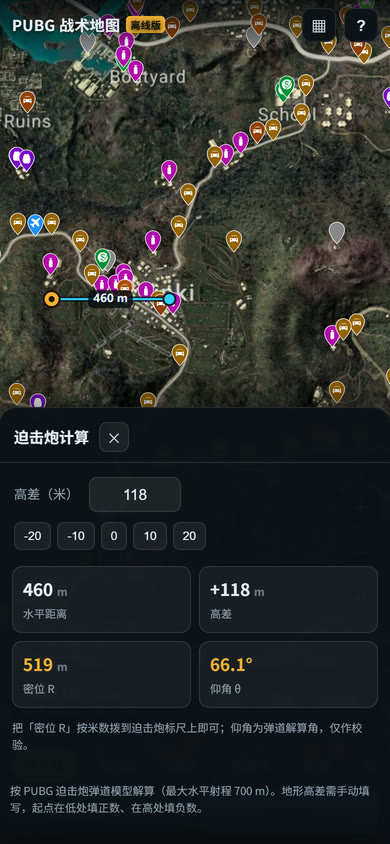 PUBG 战术地图 离线版 ?
Boatyard
School
Ruins
ki
460 m
迫击炮计算 ×
高差（米） 118
-20 -10 0 10 20
460 m +118 m
水平距离 高差
519 m 66.1°
密位 R 仰角 θ
把「密位 R」按米数拨到迫击炮标尺上即可；仰角为弹道解算角，仅作校
验。
按 PUBG 迫击炮弹道模型解算（最大水平射程 700 m）。地形高差需手动填
写，起点在低处填正数、在高处填负数。